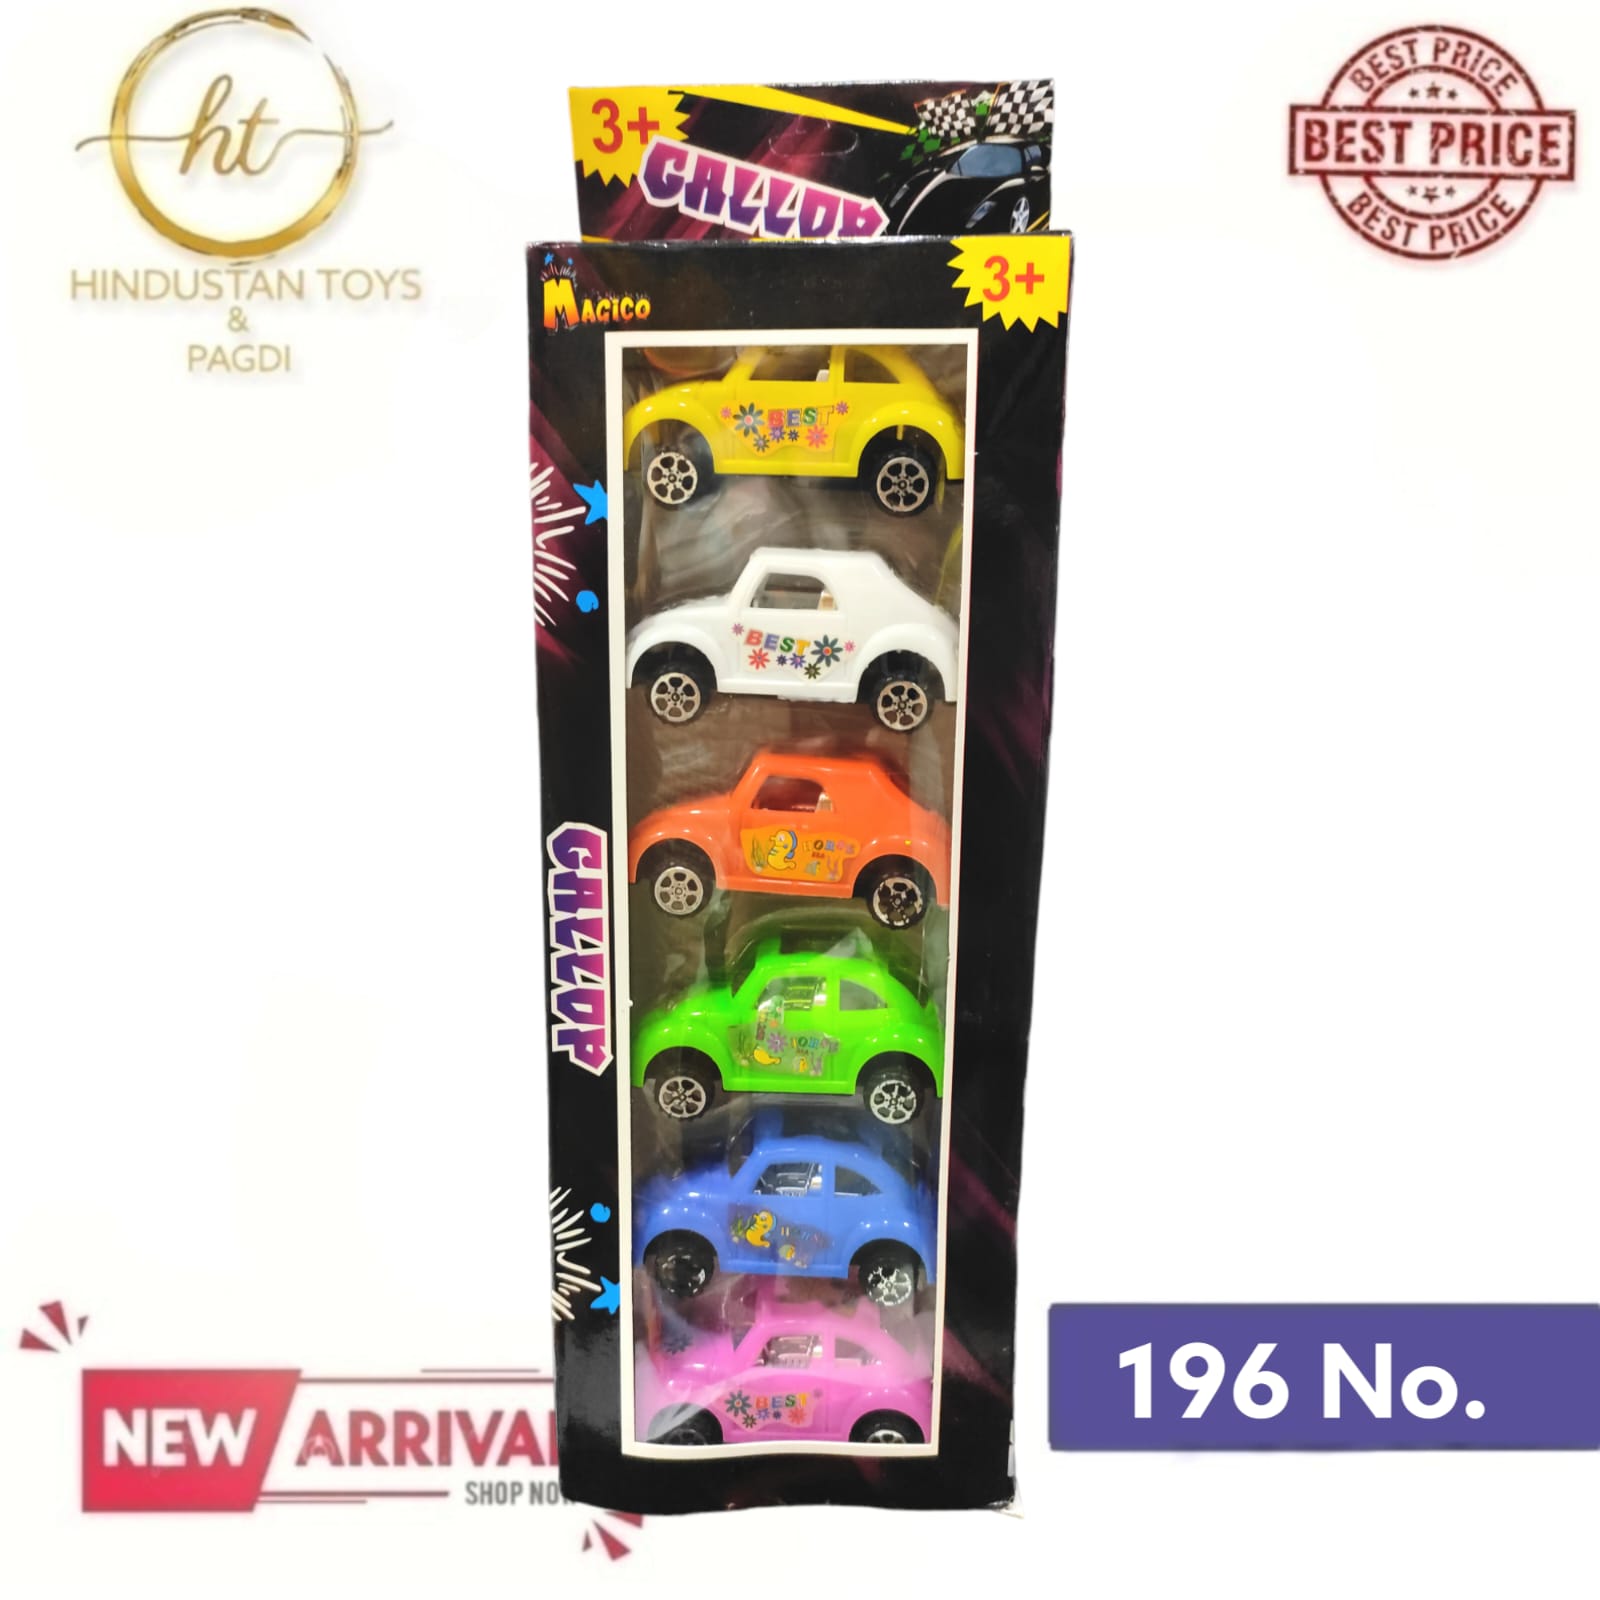 ht
HINDUSTAN TOYS
&
PAGDI
BEST PRICE
BEST PRICE
BEST PRICE
3+
GALLOP
3+
MAGICO
BEST
BEST
GALLOP
BEST
NEW ARRIVAL
SHOP NOW
196 No.